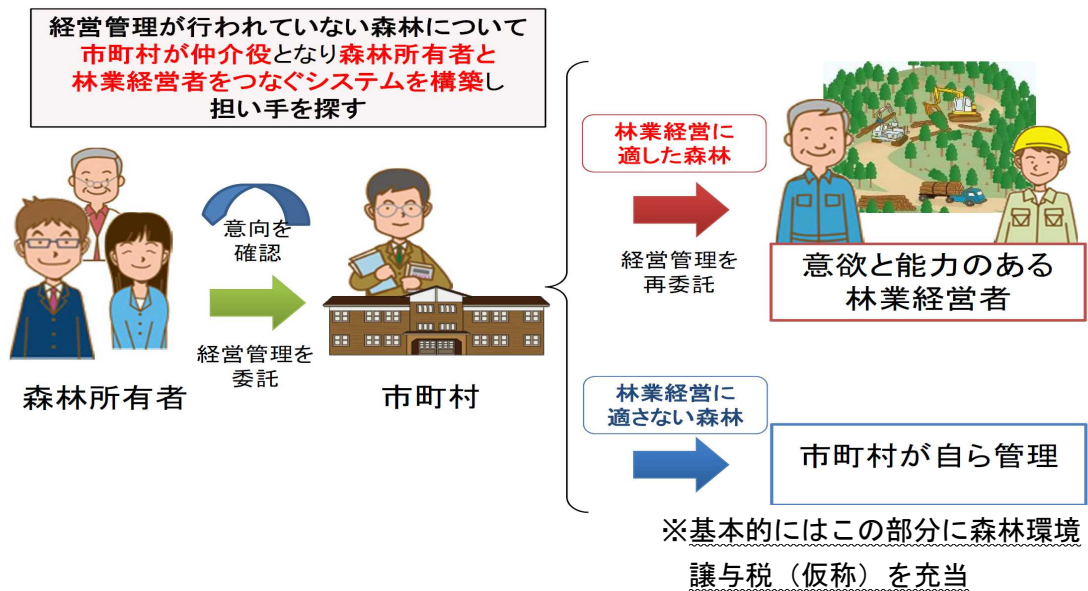 経営管理が行われていない森林について
市町村が仲介役となり森林所有者と
林業経営者をつなぐシステムを構築し
担い手を探す
意向を
確認
経営管理を
委託
森林所有者
市町村
林業経営に
適した森林
経営管理を
再委託
意欲と能力のある
林業経営者
林業経営に
適さない森林
市町村が自ら管理
※基本的にはこの部分に森林環境
譲与税（仮称）を充当